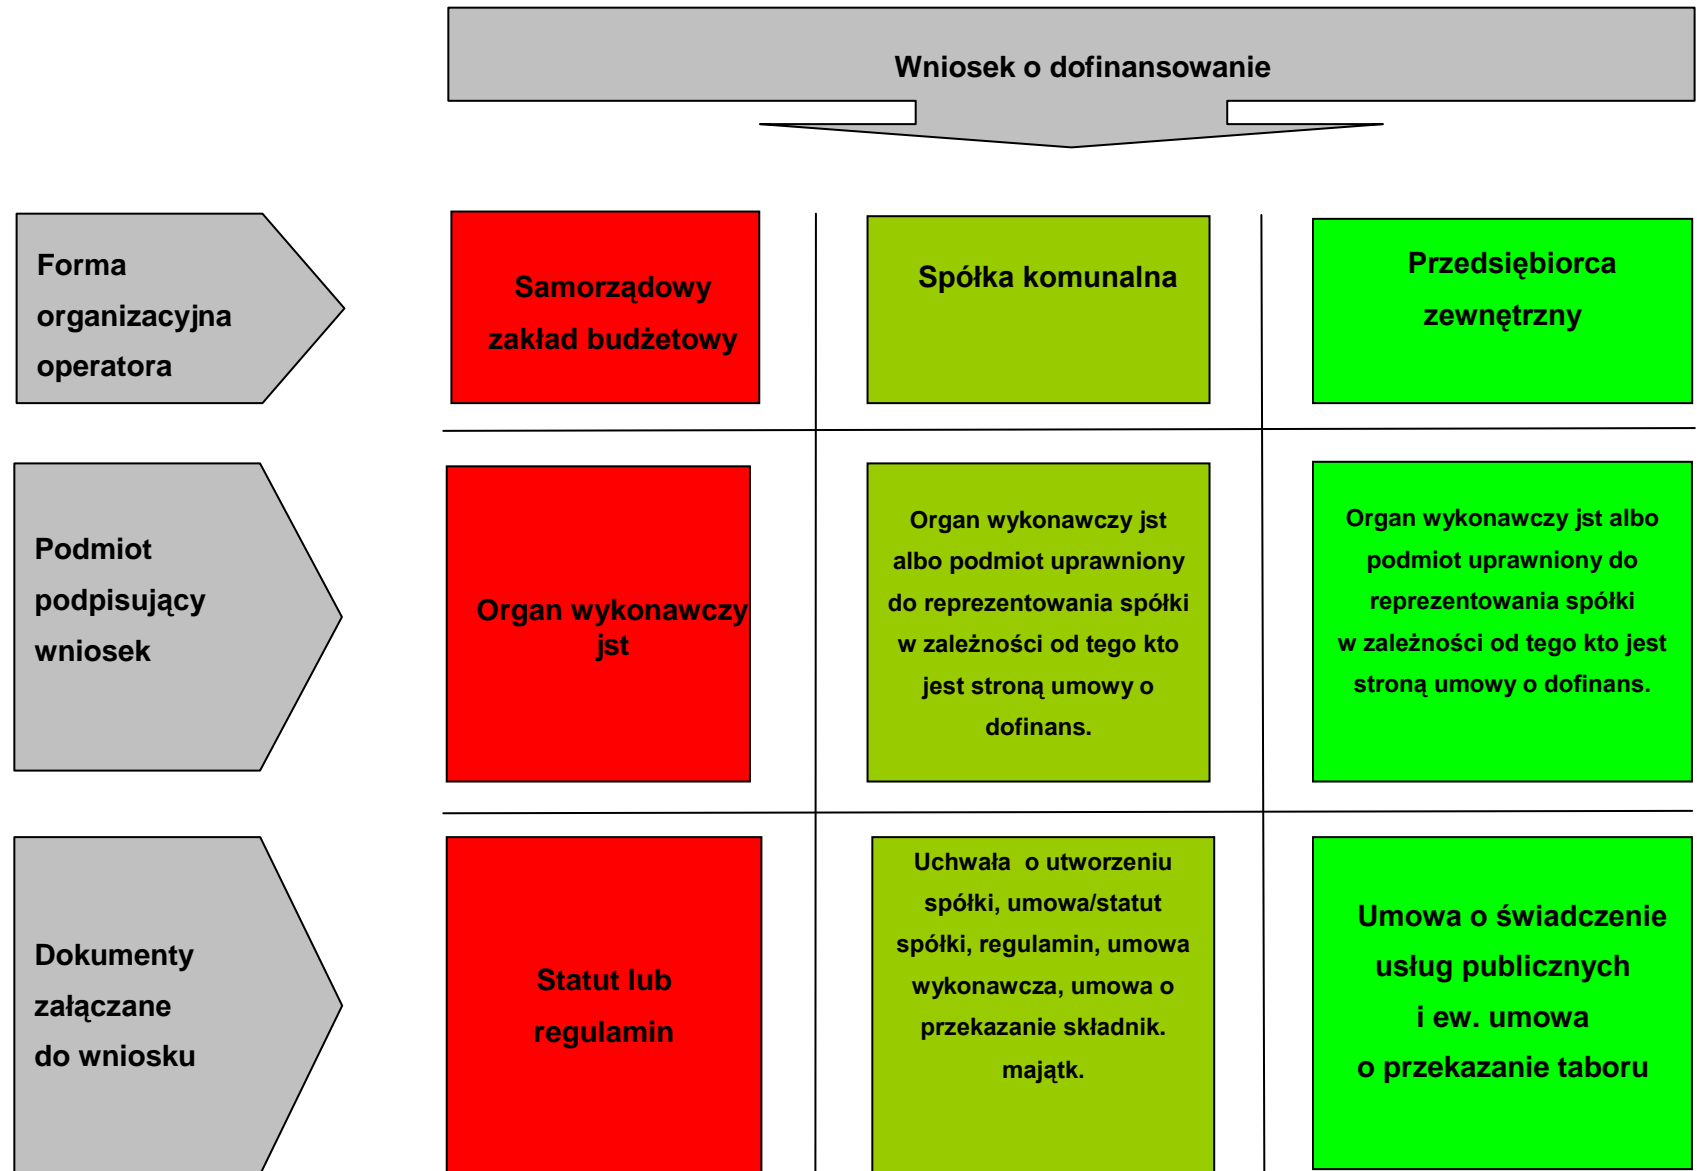 Wniosek o dofinansowanie
Forma
organizacyjna
operatora
Samorządowy
zakład budżetowy
Spółka komunalna
Przedsiębiorca
zewnętrzny
Podmiot
podpisujący
wniosek
Organ wykonawczy
jst
Organ wykonawczy jst
albo podmiot uprawniony
do reprezentowania spółki
w zależności od tego kto
jest stroną umowy o
dofinans.
Organ wykonawczy jst albo
podmiot uprawniony do
reprezentowania spółki
w zależności od tego kto jest
stroną umowy o dofinans.
Dokumenty
załączane
do wniosku
Statut lub
regulamin
Uchwała o utworzeniu
spółki, umowa/statut
spółki, regulamin, umowa
wykonawcza, umowa o
przekazanie składnik.
majątk.
Umowa o świadczenie
usług publicznych
i ew. umowa
o przekazanie taboru